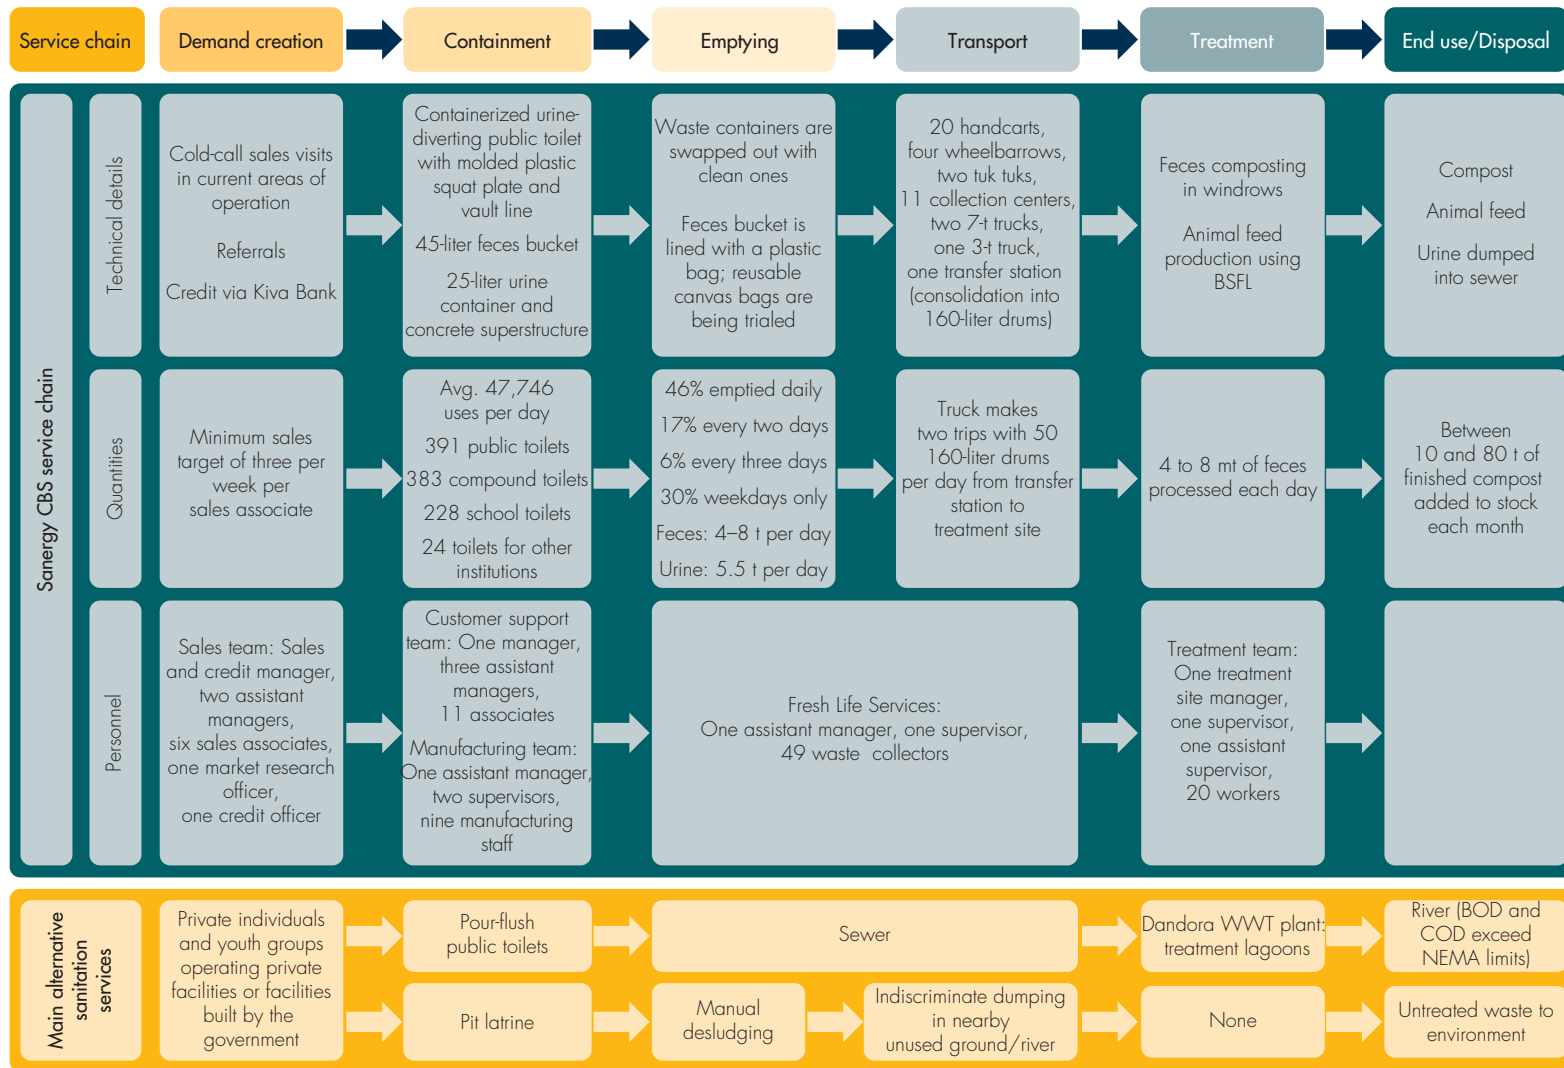 Service chain
Demand creation
Containment
Emptying
Transport
Treatment
End use/Disposal
Sanergy CBS service chain
Technical details
Cold-call sales visits
in current areas of
operation
Referrals
Credit via Kiva Bank
Containerized urine-
diverting public toilet
with molded plastic
squat plate and
vault line
45-liter feces bucket
25-liter urine
container and
concrete superstructure
Waste containers are
swapped out with
clean ones
Feces bucket is
lined with a plastic
bag; reusable
canvas bags are
being trialed
20 handcarts,
four wheelbarrows,
two tuk tuks,
11 collection centers,
two 7-t trucks,
one 3-t truck,
one transfer station
(consolidation into
160-liter drums)
Feces composting
in windrows
Animal feed
production using
BSFL
Compost
Animal feed
Urine dumped
into sewer
Quantities
Minimum sales
target of three per
week per
sales associate
Avg. 47,746
uses per day
391 public toilets
383 compound toilets
228 school toilets
24 toilets for other
institutions
46% emptied daily
17% every two days
6% every three days
30% weekdays only
Feces: 4–8 t per day
Urine: 5.5 t per day
Truck makes
two trips with 50
160-liter drums
per day from transfer
station to
treatment site
4 to 8 mt of feces
processed each day
Between
10 and 80 t of
finished compost
added to stock
each month
Personnel
Sales team: Sales
and credit manager,
two assistant
managers,
six sales associates,
one market research
officer,
one credit officer
Customer support
team: One manager,
three assistant
managers,
11 associates
Manufacturing team:
One assistant manager,
two supervisors,
nine manufacturing
staff
Fresh Life Services:
One assistant manager, one supervisor,
49 waste collectors
Treatment team:
One treatment
site manager,
one supervisor,
one assistant
supervisor,
20 workers
Main alternative
sanitation
services
Private individuals
and youth groups
operating private
facilities or facilities
built by the
government
Pour-flush
public toilets
Sewer
Dandora WWT plant:
treatment lagoons
River (BOD and
COD exceed
NEMA limits)
Pit latrine
Manual
desludging
Indiscriminate dumping
in nearby
unused ground/river
None
Untreated waste to
environment